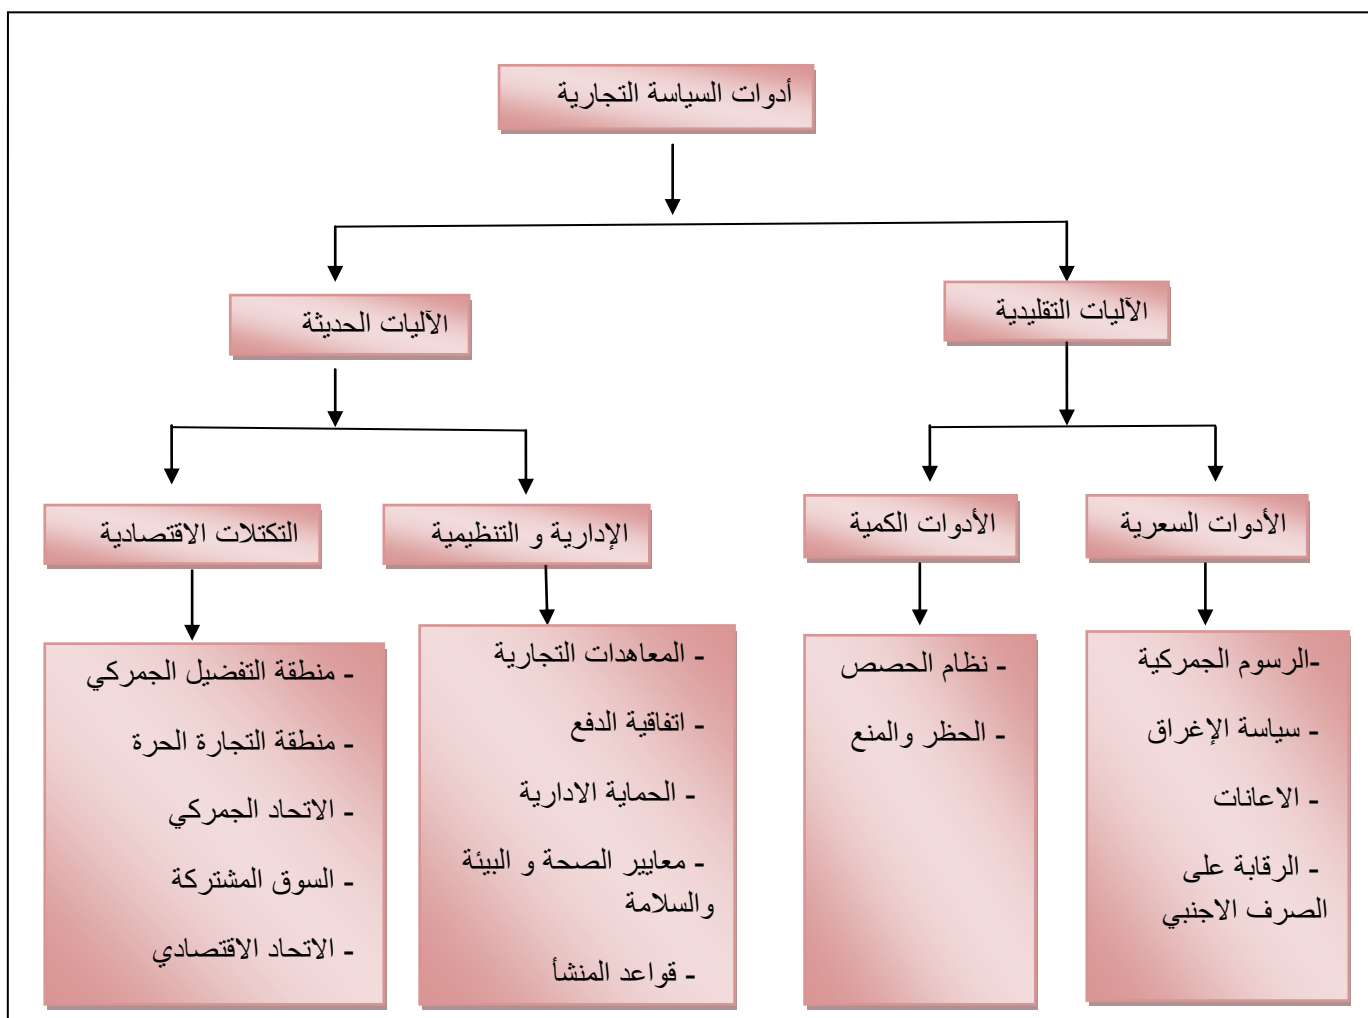 أدوات السياسة التجارية
الآليات التقليدية
الآليات الحديثة
الأدوات السعرية
الأدوات الكمية
الإدارية و التنظيمية
التكتلات الاقتصادية
-الرسوم الجمركية
- سياسة الإغراق
- الاعانات
- الرقابة على
الصرف الاجنبي
- نظام الحصص
- الحظر والمنع
- المعاهدات التجارية
- اتفاقية الدفع
- الحماية الادارية
- معايير الصحة و البيئة
والسلامة
- قواعد المنشأ
- منطقة التفضيل الجمركي
- منطقة التجارة الحرة
- الاتحاد الجمركي
- السوق المشتركة
- الاتحاد الاقتصادي